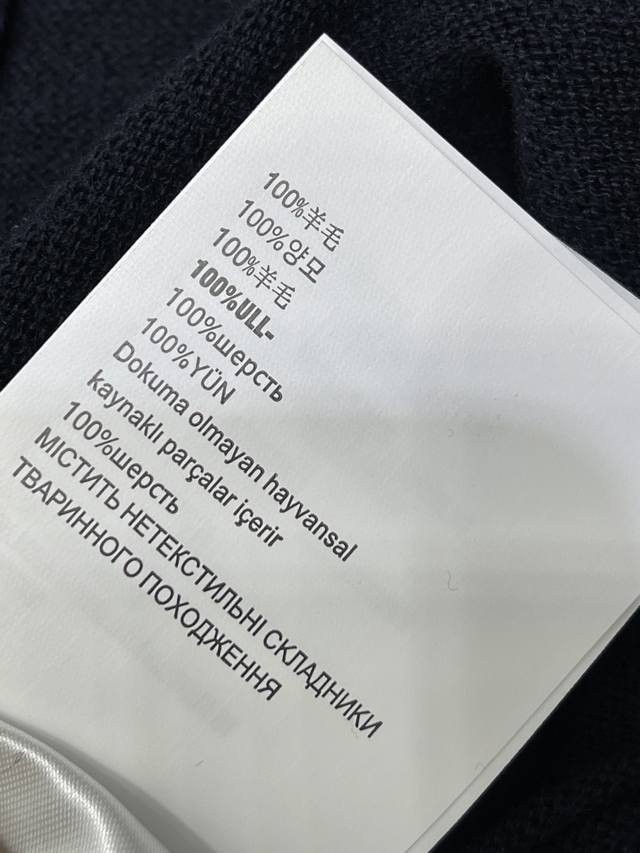 100%羊毛
100%양모
100%羊毛
100%ULL-
100%шерсть
100%YÜN
Dokuma olmayan hayvansal
kaynaklı parçalar içerir
100%шерсть
МІСТИТЬ НЕТЕКСТИЛЬНІ СКЛАДНИКИ
ТВАРИННОГО ПОХОДЖЕННЯ